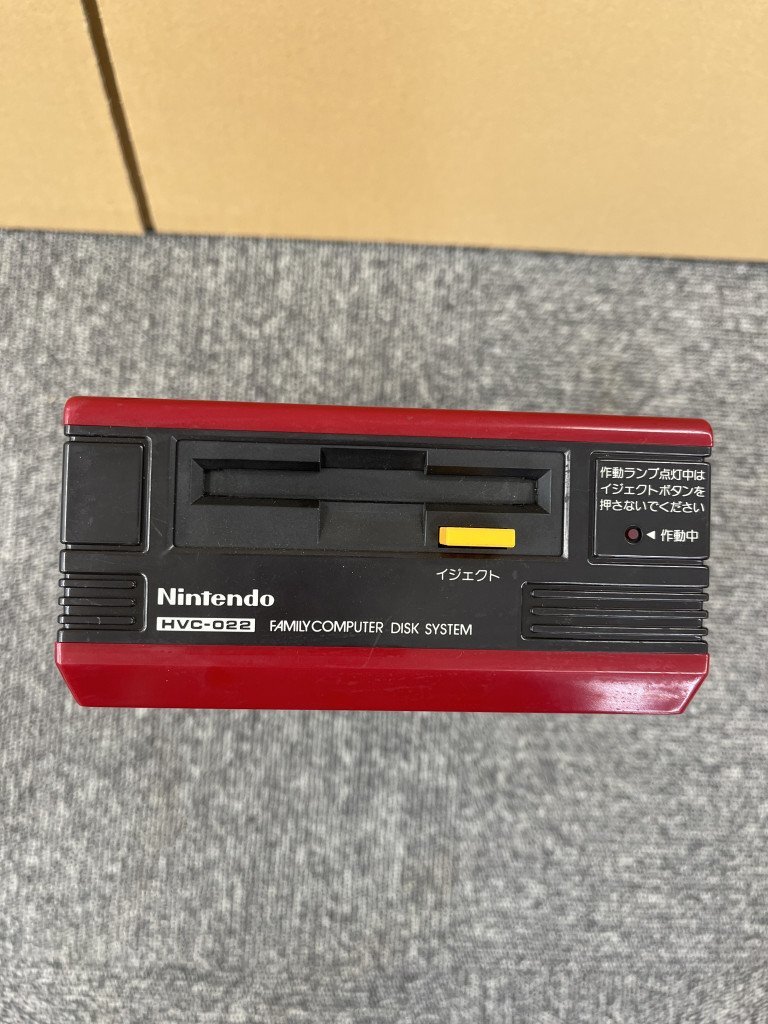 作動ランプ点灯中は
イジェクトボタンを
押さないでください
◀ 作動中
イジェクト
Nintendo
HVC-022 FAMILY COMPUTER DISK SYSTEM